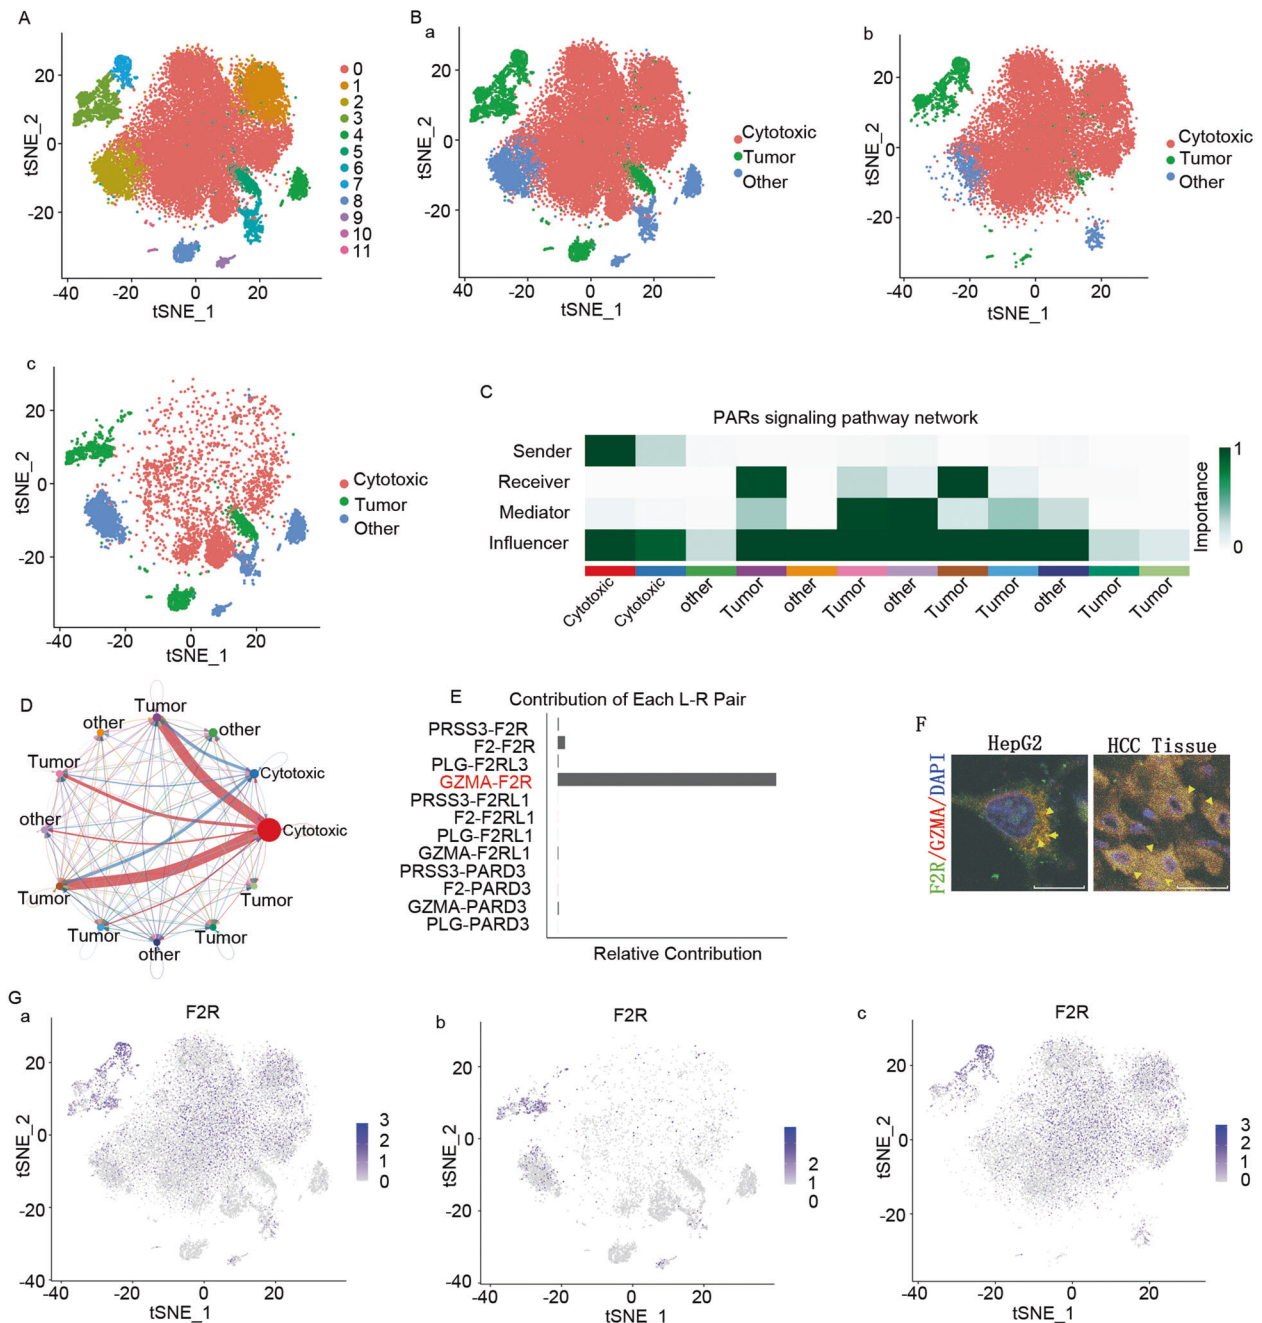 A
20
0
-20
-40
-20
0
20
tSNE_2
tSNE_1
0
1
2
3
4
5
6
7
8
9
10
11
B
a
20
0
-20
40
-20
0
20
tSNE_2
tSNE_1
Cytotoxic
Tumor
Other
b
20
0
-20
-40
-20
0
20
tSNE_2
tSNE_1
Cytotoxic
Tumor
Other
c
20
0
-20
-40
-20
0
20
tSNE_2
tSNE_1
Cytotoxic
Tumor
Other
C
PARs signaling pathway network
Sender
Receiver
Mediator
Influencer
Cytotoxic
Cytotoxic
other
Tumor
other
Tumor
other
Tumor
Tumor
other
Tumor
Tumor
Importance
1
0
D
Tumor
other
other
Tumor
Cytotoxic
other
Cytotoxic
Tumor
Tumor
Tumor
Tumor
other
E
Contribution of Each L-R Pair
PRSS3-F2R
F2-F2R
PLG-F2RL3
GZMA-F2R
PRSS3-F2RL1
F2-F2RL1
PLG-F2RL1
GZMA-F2RL1
PRSS3-PARD3
F2-PARD3
GZMA-PARD3
PLG-PARD3
Relative Contribution
F
HepG2
HCC Tissue
F2R/GZMA/DAPI
G
a
F2R
20
0
-20
-40
-40
-20
0
20
tSNE_2
tSNE_1
3
2
1
0
b
F2R
20
0
-20
-40
-40
-20
0
20
tSNE_2
tSNE_1
2
1
0
c
F2R
20
0
-20
-40
-20
0
20
tSNE_2
tSNE_1
3
2
1
0